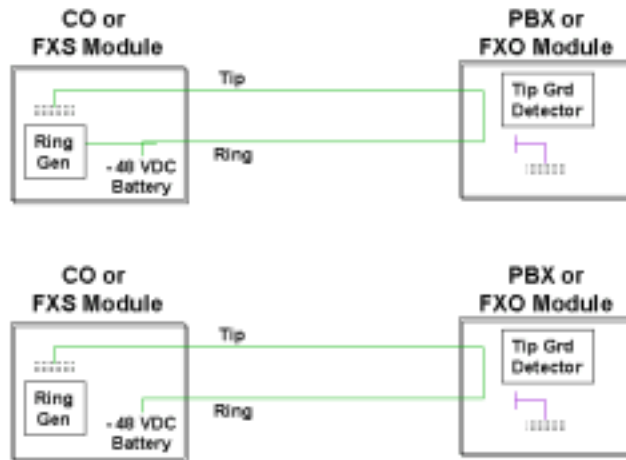 CO or
FXS Module
PBX or
FXO Module
Tip
Tip Grd
Detector
Ring
Gen
Ring
- 48 VDC
Battery
CO or
FXS Module
PBX or
FXO Module
Tip
Tip Grd
Detector
Ring
Gen
Ring
- 48 VDC
Battery